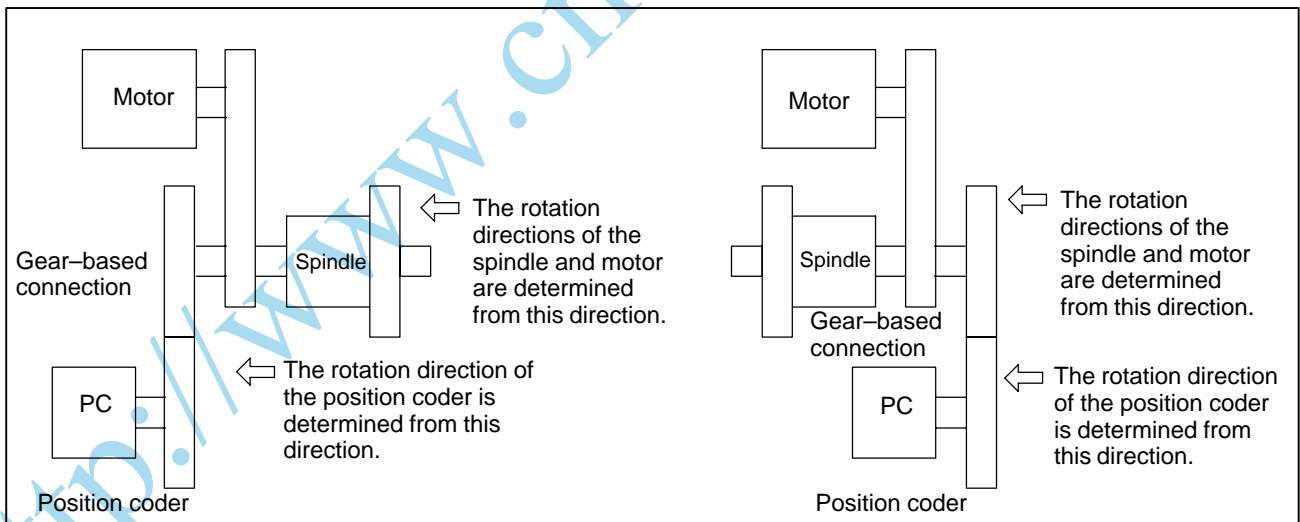 Motor
Gear–based
connection
Spindle
The rotation
directions of the
spindle and motor
are determined
from this direction.
PC
The rotation direction of
the position coder is
determined from this
direction.
Position coder
Motor
Spindle
Gear–based
connection
The rotation
directions of the
spindle and motor
are determined
from this direction.
PC
The rotation direction
of the position coder
is determined from
this direction.
Position coder
ttp://www.cn